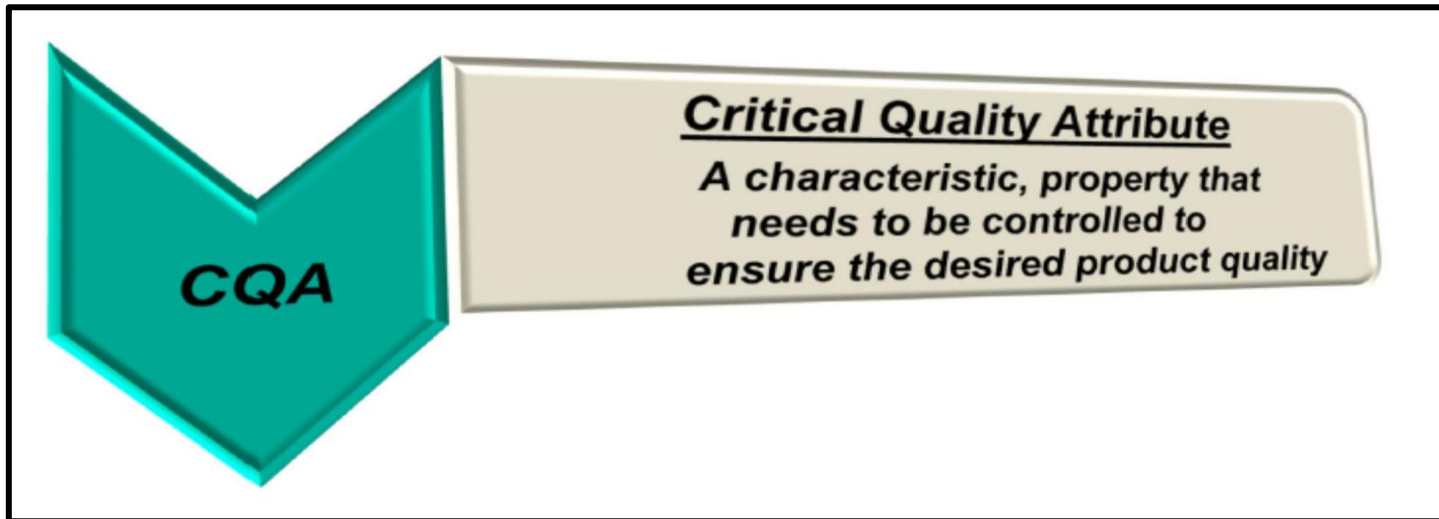 CQA
Critical Quality Attribute
A characteristic, property that
needs to be controlled to
ensure the desired product quality